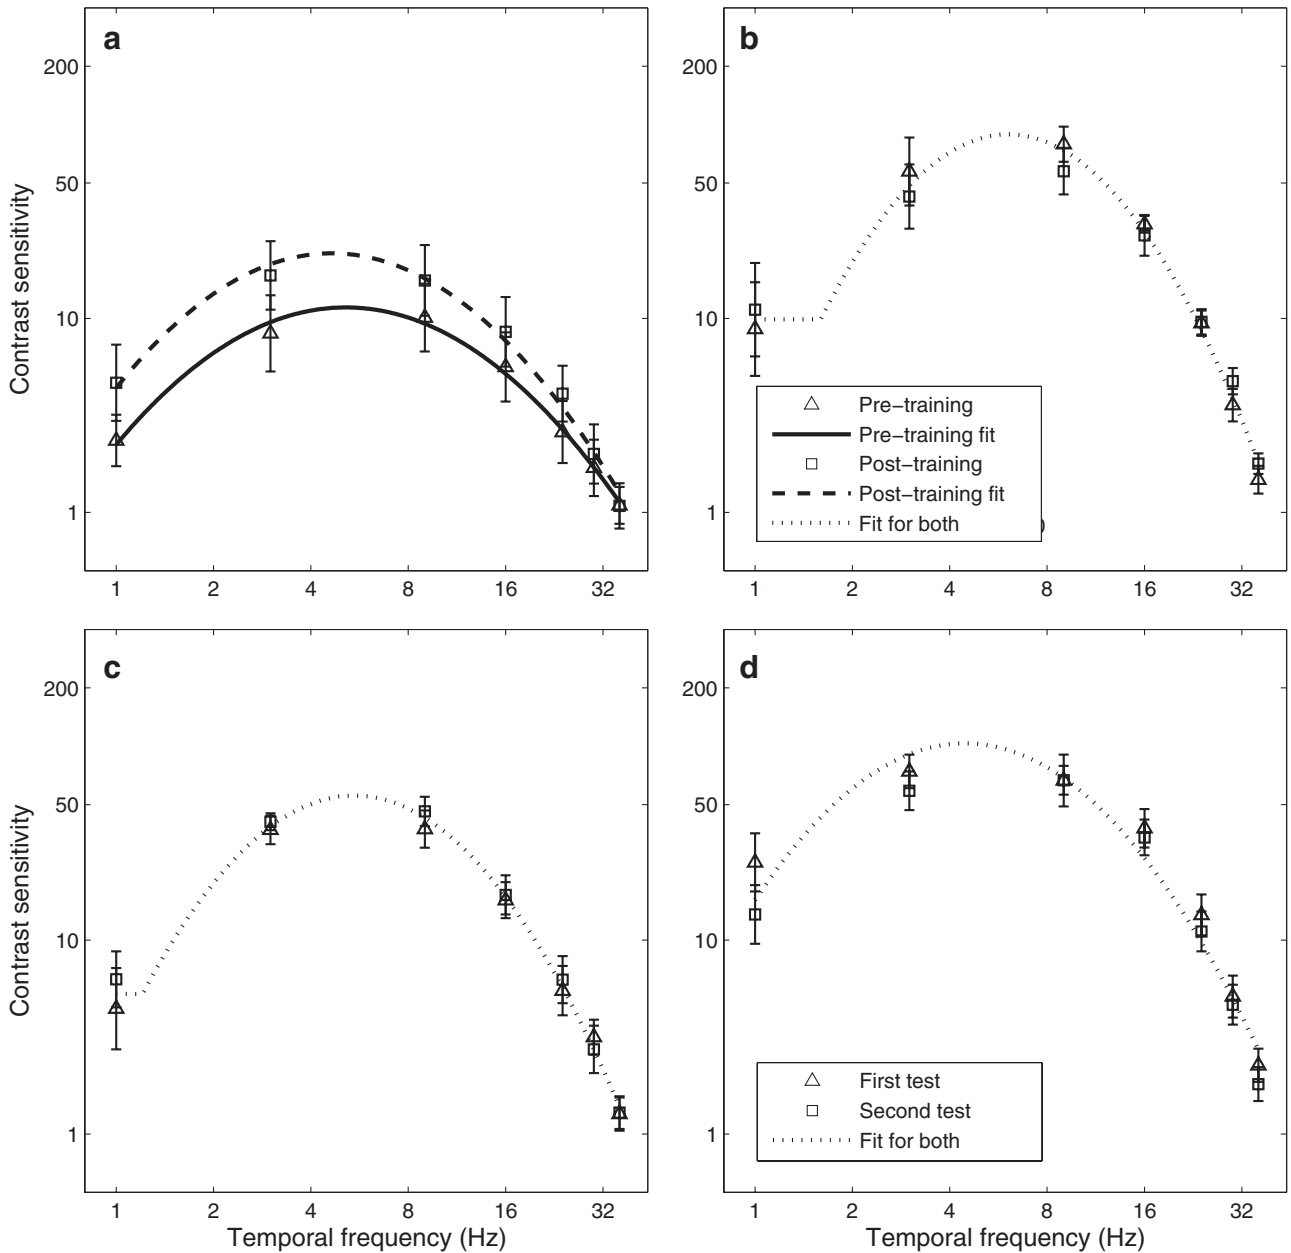 a
b
200
50
10
1
Contrast sensitivity
1 2 4 8 16 32
200
50
10
1
Pre−training
Pre−training fit
Post−training
Post−training fit
Fit for both
)
1 2 4 8 16 32
c
d
200
50
10
1
Contrast sensitivity
1 2 4 8 16 32
Temporal frequency (Hz)
200
50
10
1
First test
Second test
Fit for both
1 2 4 8 16 32
Temporal frequency (Hz)